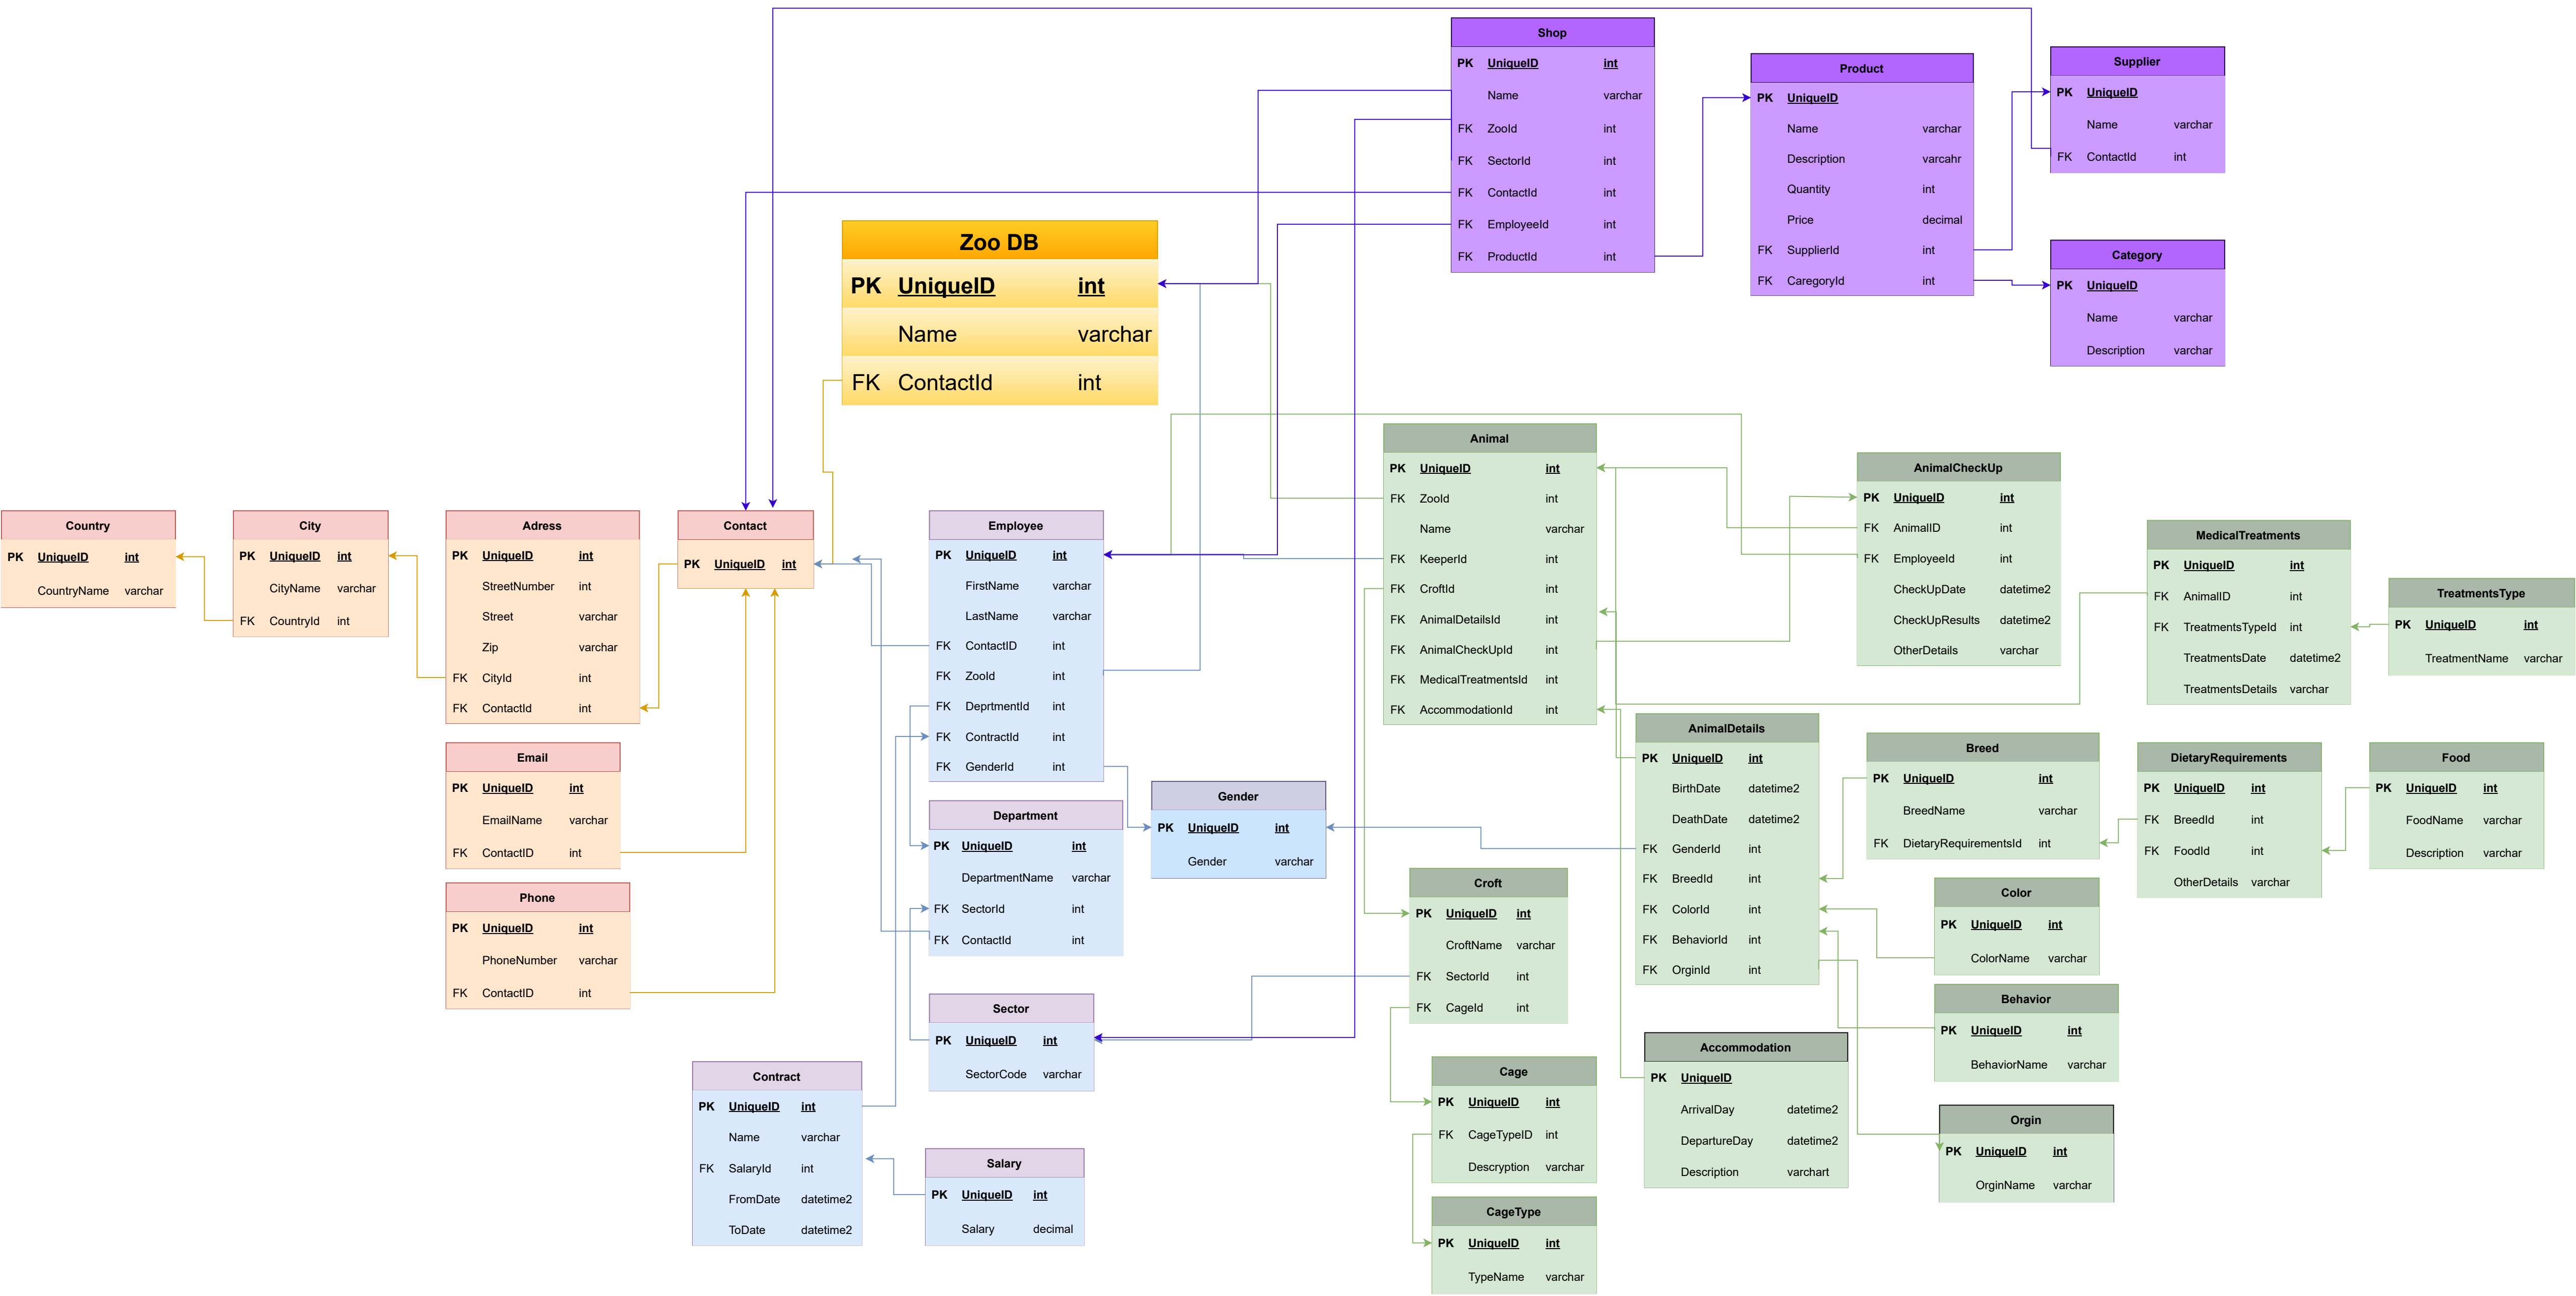 Shop
PK UniqueID int
Name varchar
FK ZooId int
FK SectorId int
FK ContactId int
FK EmployeeId int
FK ProductId int
Product
PK UniqueID
Name varchar
Description varcahr
Quantity int
Price decimal
FK SupplierId int
FK CaregoryId int
Supplier
PK UniqueID
Name varchar
FK ContactId int
Category
PK UniqueID
Name varchar
Description varchar
Zoo DB
PK UniqueID int
Name varchar
FK ContactId int
Country
PK UniqueID int
CountryName varchar
City
PK UniqueID int
CityName varchar
FK CountryId int
Adress
PK UniqueID int
StreetNumber int
Street varchar
Zip varchar
FK CityId int
FK ContactId int
Contact
PK UniqueID int
Email
PK UniqueID int
EmailName varchar
FK ContactID int
Phone
PK UniqueID int
PhoneNumber varchar
FK ContactID int
Employee
PK UniqueID int
FirstName varchar
LastName varchar
FK ContactID int
FK ZooId int
FK DeprtmentId int
FK ContractId int
FK GenderId int
Department
PK UniqueID int
DepartmentName varchar
FK SectorId int
FK ContactId int
Gender
PK UniqueID int
Gender varchar
Sector
PK UniqueID int
SectorCode varchar
Contract
PK UniqueID int
Name varchar
FK SalaryId int
FromDate datetime2
ToDate datetime2
Salary
PK UniqueID int
Salary decimal
Animal
PK UniqueID int
FK ZooId int
Name varchar
FK KeeperId int
FK CroftId int
FK AnimalDetailsId int
FK AnimalCheckUpId int
FK MedicalTreatmentsId int
FK AccommodationId int
AnimalCheckUp
PK UniqueID int
FK AnimalID int
FK EmployeeId int
CheckUpDate datetime2
CheckUpResults datetime2
OtherDetails varchar
MedicalTreatments
PK UniqueID int
FK AnimalID int
FK TreatmentsTypeId int
TreatmentsDate datetime2
TreatmentsDetails varchar
TreatmentsType
PK UniqueID int
TreatmentName varchar
AnimalDetails
PK UniqueID int
BirthDate datetime2
DeathDate datetime2
FK GenderId int
FK BreedId int
FK ColorId int
FK BehaviorId int
FK OrginId int
Breed
PK UniqueID int
BreedName varchar
FK DietaryRequirementsId int
DietaryRequirements
PK UniqueID int
FK BreedId int
FK FoodId int
OtherDetails varchar
Food
PK UniqueID int
FoodName varchar
Description varchar
Color
PK UniqueID int
ColorName varchar
Behavior
PK UniqueID int
BehaviorName varchar
Orgin
PK UniqueID int
OrginName varchar
Croft
PK UniqueID int
CroftName varchar
FK SectorId int
FK CageId int
Cage
PK UniqueID int
FK CageTypeID int
Descryption varchar
CageType
PK UniqueID int
TypeName varchar
Accommodation
PK UniqueID
ArrivalDay datetime2
DepartureDay datetime2
Description varchart